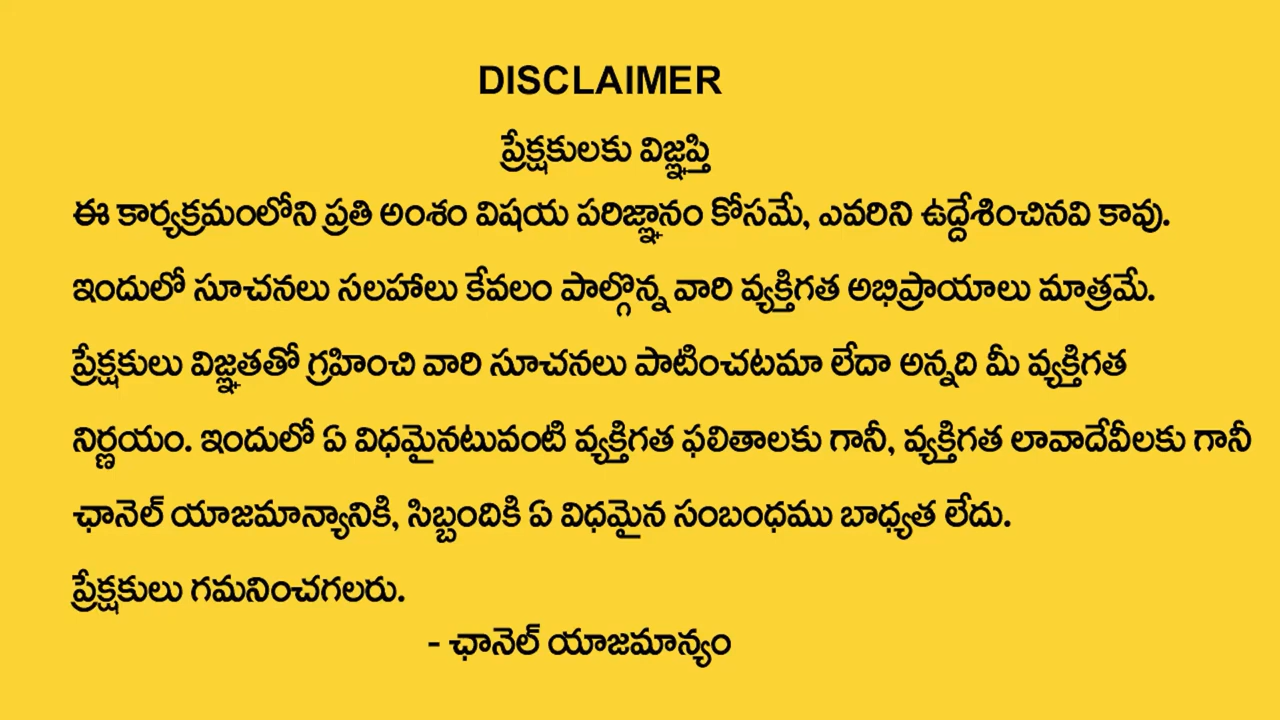 DISCLAIMER
ప్రేక్షకులకు విజ్ఞప్తి
ఈ కార్యక్రమంలోని ప్రతి అంశం విషయ పరిజ్ఞానం కోసమే, ఎవరిని ఉద్దేశించినవి కావు.
ఇందులో సూచనలు సలహాలు కేవలం పాల్గొన్న వారి వ్యక్తిగత అభిప్రాయాలు మాత్రమే.
ప్రేక్షకులు విజ్ఞతతో గ్రహించి వారి సూచనలు పాటించటమా లేదా అన్నది మీ వ్యక్తిగత
నిర్ణయం. ఇందులో ఏ విధమైనటువంటి వ్యక్తిగత ఫలితాలకు గానీ, వ్యక్తిగత లావాదేవీలకు గానీ
ఛానెల్ యాజమాన్యానికి, సిబ్బందికి ఏ విధమైన సంబంధము బాధ్యత లేదు.
ప్రేక్షకులు గమనించగలరు.
- ఛానెల్ యాజమాన్యం